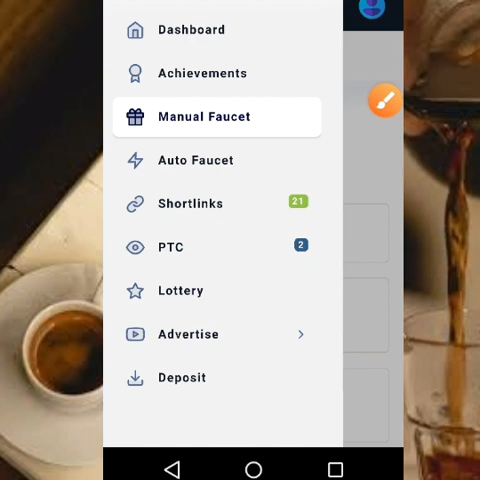 Dashboard
Achievements
Manual Faucet
Auto Faucet
Shortlinks 21
PTC 2
Lottery
Advertise
Deposit